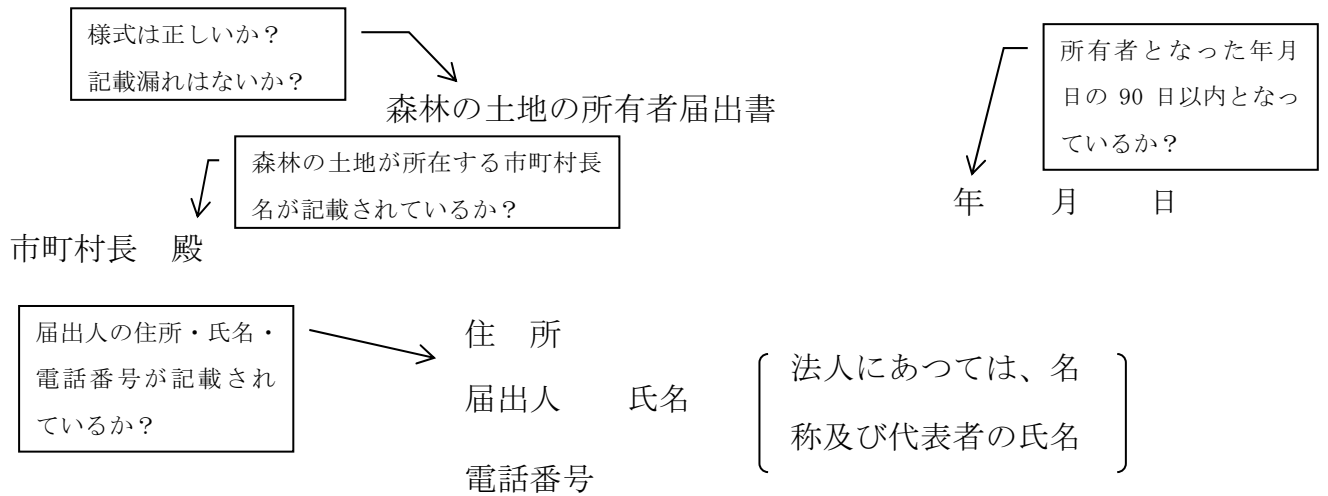 様式は正しいか？
記載漏れはないか？
所有者となった年月
日の 90 日以内となっ
ているか？
森林の土地の所有者届出書
森林の土地が所在する市町村長
名が記載されているか？
年　月　日
市町村長　殿
届出人の住所・氏名・
電話番号が記載され
ているか？
住　所
届出人　氏名
法人にあつては、名
称及び代表者の氏名
電話番号